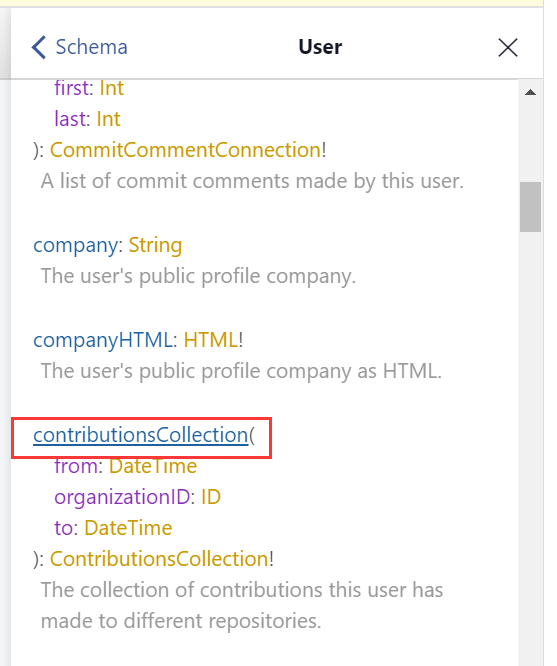 Schema
User
first: Int
last: Int
): CommitCommentConnection!
A list of commit comments made by this user.
company: String
The user's public profile company.
companyHTML: HTML!
The user's public profile company as HTML.
contributionsCollection(
from: DateTime
organizationID: ID
to: DateTime
): ContributionsCollection!
The collection of contributions this user has
made to different repositories.